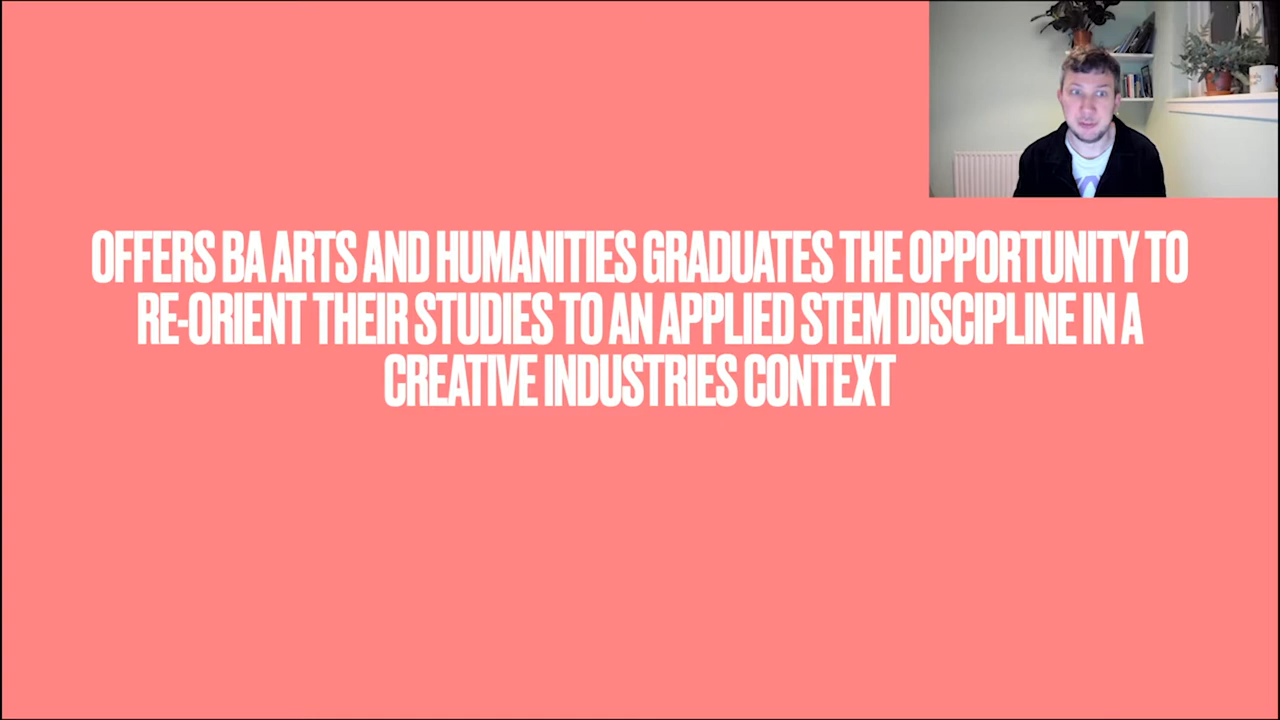 OFFERS BA ARTS AND HUMANITIES GRADUATES THE OPPORTUNITY TO
RE-ORIENT THEIR STUDIES TO AN APPLIED STEM DISCIPLINE IN A
CREATIVE INDUSTRIES CONTEXT